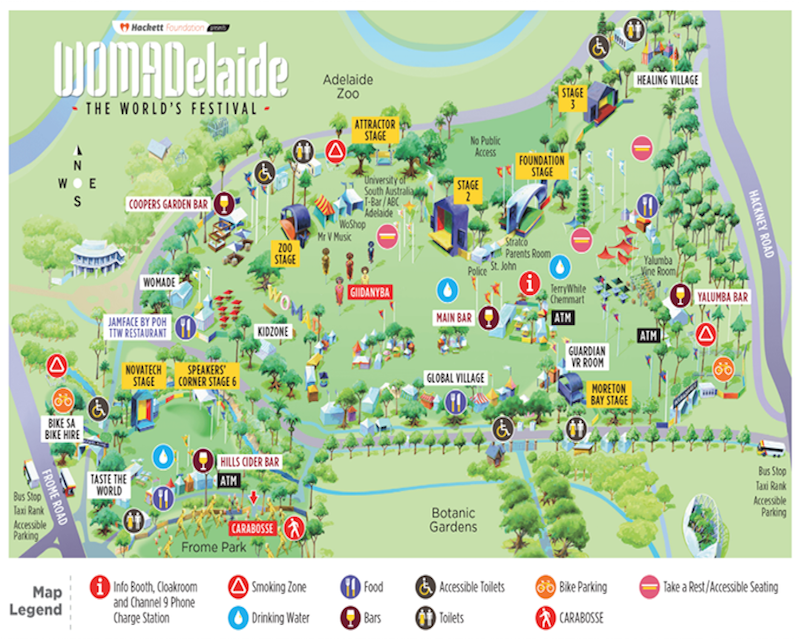 Hackett Foundation presents
WOMADelaide
- THE WORLD'S FESTIVAL -
N
W E
S
Adelaide
Zoo
HEALING VILLAGE
STAGE
3
ATTRACTOR
STAGE
No Public
Access
FOUNDATION
STAGE
STAGE
2
University of
South Australia
T-Bar / ABC
Adelaide
COOPERS GARDEN BAR
WoShop
Mr V Music
ZOO
STAGE
HACKNEY ROAD
Stratco
Parents Room
St. John
Police
Yalumba
Vine Room
WOMADE
GIIDANYBA
i
TerryWhite
Chemmart
YALUMBA BAR
WOMAD
MAIN BAR
ATM
JAMFACE BY POH
TTW RESTAURANT
KIDZONE
ATM
GUARDIAN
VR ROOM
NOVATECH
STAGE
SPEAKERS'
CORNER STAGE 6
GLOBAL VILLAGE
MORETON
BAY STAGE
BIKE SA
BIKE HIRE
HILLS CIDER BAR
TASTE THE
WORLD
ATM
FROME ROAD
Bus Stop
Taxi Rank
Accessible
Parking
Bus Stop
Taxi Rank
Accessible
Parking
CARABOSSE
Frome Park
Botanic
Gardens
Map
Legend
i
Info Booth, Cloakroom
and Channel 9 Phone
Charge Station
Smoking Zone
Drinking Water
Food
Bars
Accessible Toilets
Toilets
Bike Parking
CARABOSSE
Take a Rest/Accessible Seating